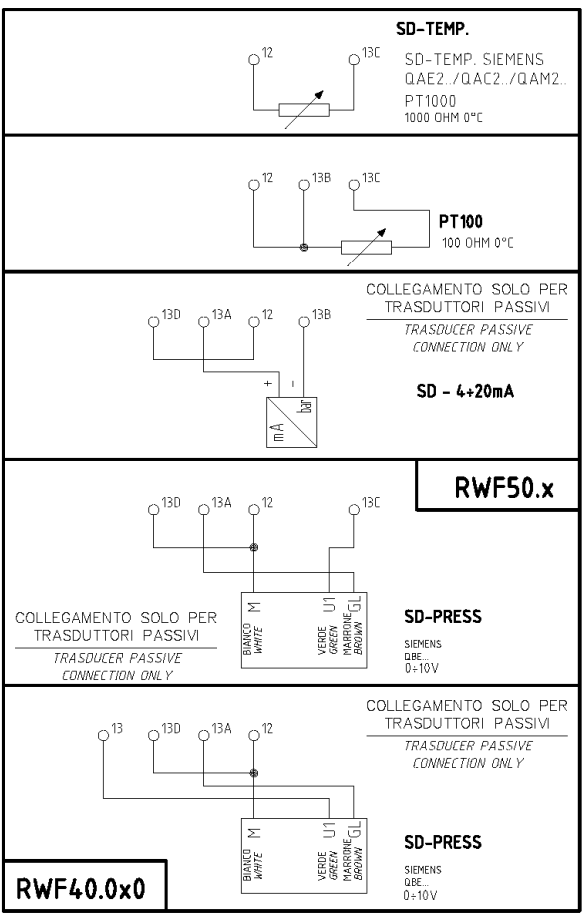 SD-TEMP.
12 13C
SD-TEMP. SIEMENS
QAE2../QAC2../QAM2..
PT1000
1000 OHM 0°C
12 13B 13C
PT100
100 OHM 0°C
COLLEGAMENTO SOLO PER
TRASDUTTORI PASSIVI
TRASDUCER PASSIVE
CONNECTION ONLY
13D 13A 12 13B
+ -
mA bar
SD - 4÷20mA
RWF50.x
13D 13A 12 13C
M U1 GL
BIANCO
WHITE
VERDE
GREEN
MARRONE
BROWN
COLLEGAMENTO SOLO PER
TRASDUTTORI PASSIVI
TRASDUCER PASSIVE
CONNECTION ONLY
SD-PRESS
SIEMENS
QBE...
0÷10V
COLLEGAMENTO SOLO PER
TRASDUTTORI PASSIVI
TRASDUCER PASSIVE
CONNECTION ONLY
13 13D 13A 12
M U1 GL
BIANCO
WHITE
VERDE
GREEN
MARRONE
BROWN
SD-PRESS
SIEMENS
QBE...
0÷10V
RWF40.0x0